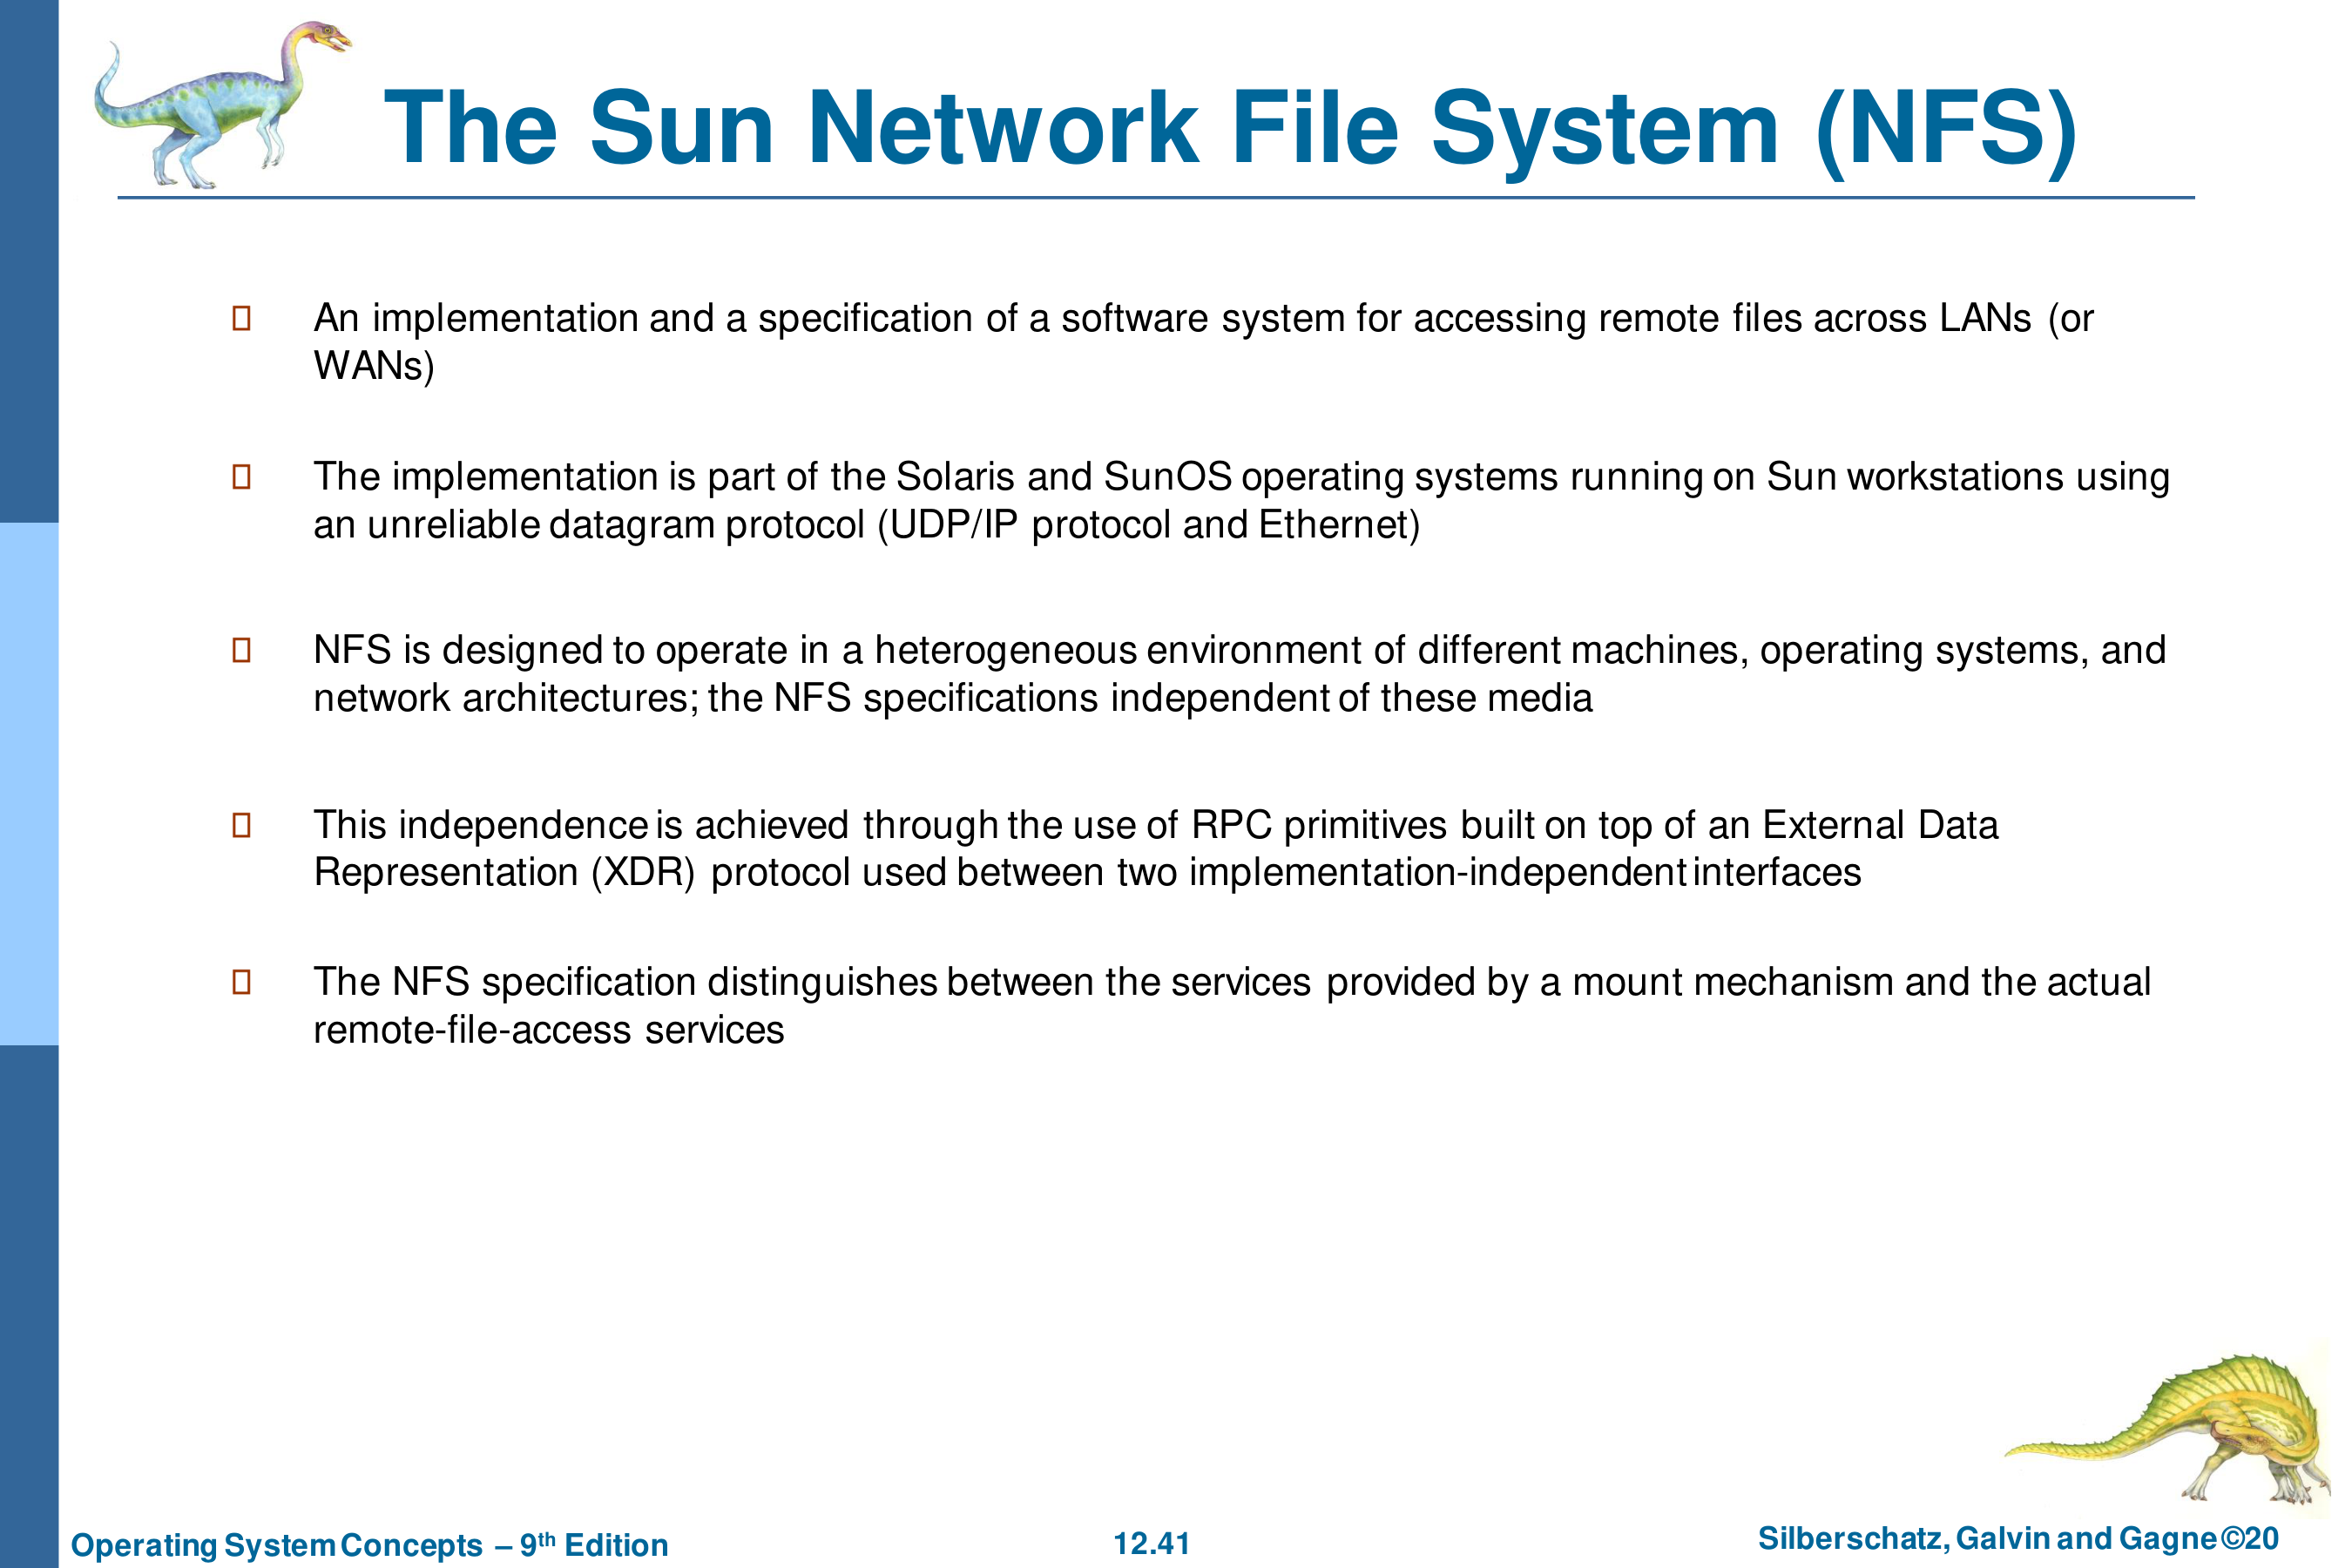 The Sun Network File System (NFS)
An implementation and a specification of a software system for accessing remote files across LANs (or
WANs)
The implementation is part of the Solaris and SunOS operating systems running on Sun workstations using
an unreliable datagram protocol (UDP/IP protocol and Ethernet)
NFS is designed to operate in a heterogeneous environment of different machines, operating systems, and
network architectures; the NFS specifications independent of these media
This independence is achieved through the use of RPC primitives built on top of an External Data
Representation (XDR) protocol used between two implementation-independent interfaces
The NFS specification distinguishes between the services provided by a mount mechanism and the actual
remote-file-access services
Operating System Concepts – 9th Edition
12.41
Silberschatz, Galvin and Gagne ©20